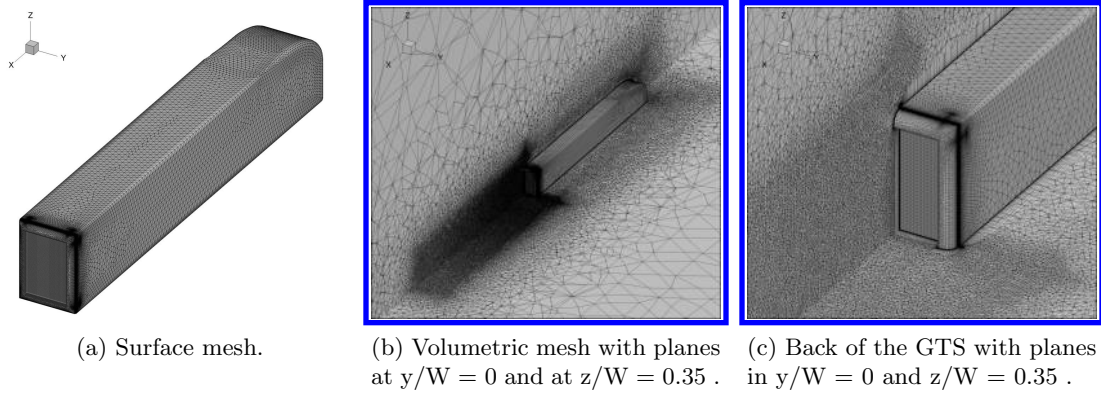 Z
X
Y
Z
X
Y
Z
X
Y
(a) Surface mesh.
(b) Volumetric mesh with planes
at y/W = 0 and at z/W = 0.35 .
(c) Back of the GTS with planes
in y/W = 0 and z/W = 0.35 .